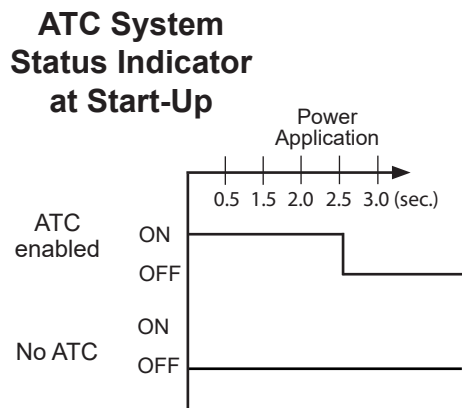 ATC System
Status Indicator
at Start-Up
Power
Application
0.5 1.5 2.0 2.5 3.0 (sec.)
ATC
enabled
ON
OFF
No ATC
ON
OFF